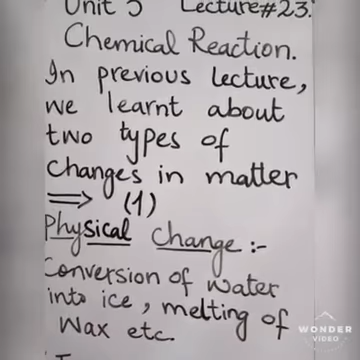 Unit 5 Lecture#23.
Chemical Reaction.
In previous lecture,
we learnt about
two types of
changes in matter
⟹ (1)
Physical Change :-
Conversion of water
into ice, melting of
Wax etc.
WONDER
VIDEO